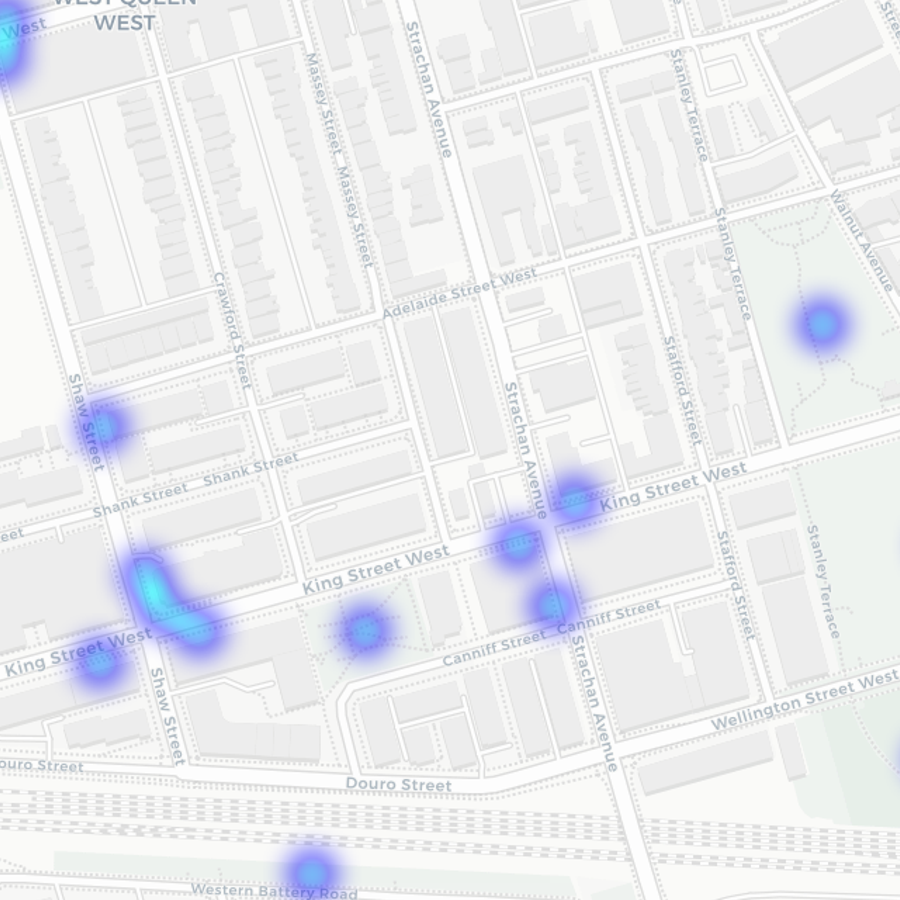 WEST QUEEN
WEST
West
Strachan Avenue
Massey Street
Massey Street
Stanley Terrace
Walnut Avenue
Stanley Terrace
Crawford Street
Adelaide Street West
Shaw Street
Strachan Avenue
Stafford Street
Shank Street
Shank Street
King Street West
King Street West
Stafford Street
Stanley Terrace
King Street West
Canniff Street
Canniff Street
Shaw Street
Strachan Avenue
Wellington Street West
Douro Street
Western Battery Road